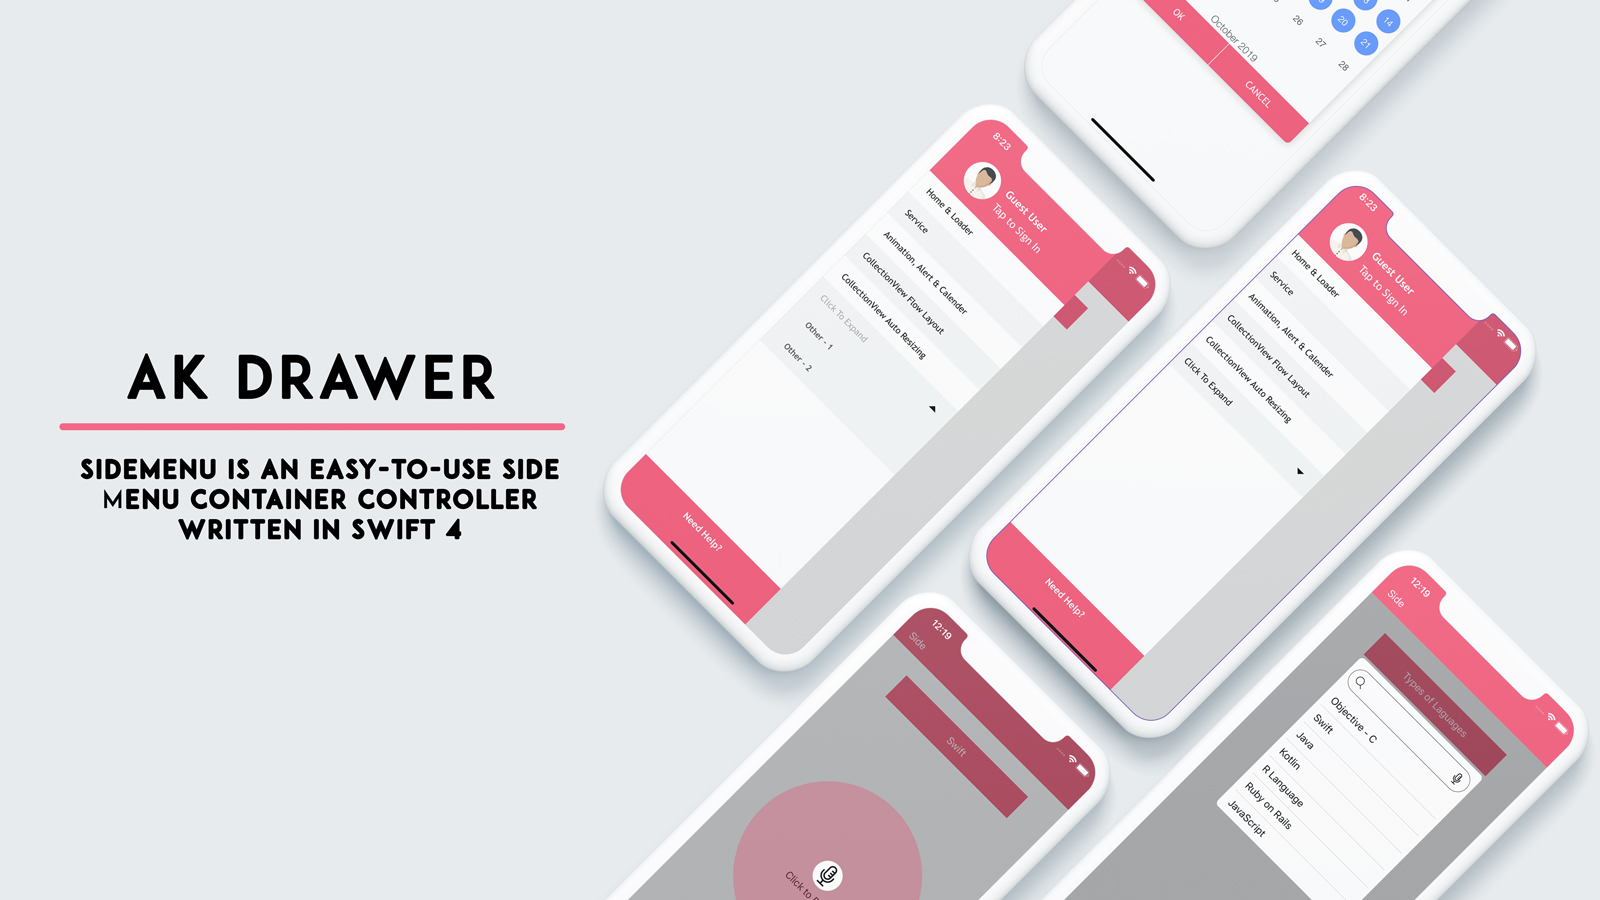 AK DRAWER
SIDEMENU IS AN EASY-TO-USE SIDE
MENU CONTAINER CONTROLLER
WRITTEN IN SWIFT 4
14
20
21
26
27
28
October 2019
OK
CANCEL
8:23
Guest User
Tap to Sign In
Home & Loader
Service
Animation, Alert & Calender
CollectionView Flow Layout
CollectionView Auto Resizing
Click To Expand
Other - 1
Other - 2
Need Help?
8:23
Guest User
Tap to Sign In
Home & Loader
Service
Animation, Alert & Calender
CollectionView Flow Layout
CollectionView Auto Resizing
Click To Expand
Need Help?
12:19
Side
Swift
Click to
12:19
Side
Types of Laguages
Objective - C
Swift
Java
Kotlin
R Language
Ruby on Rails
JavaScript